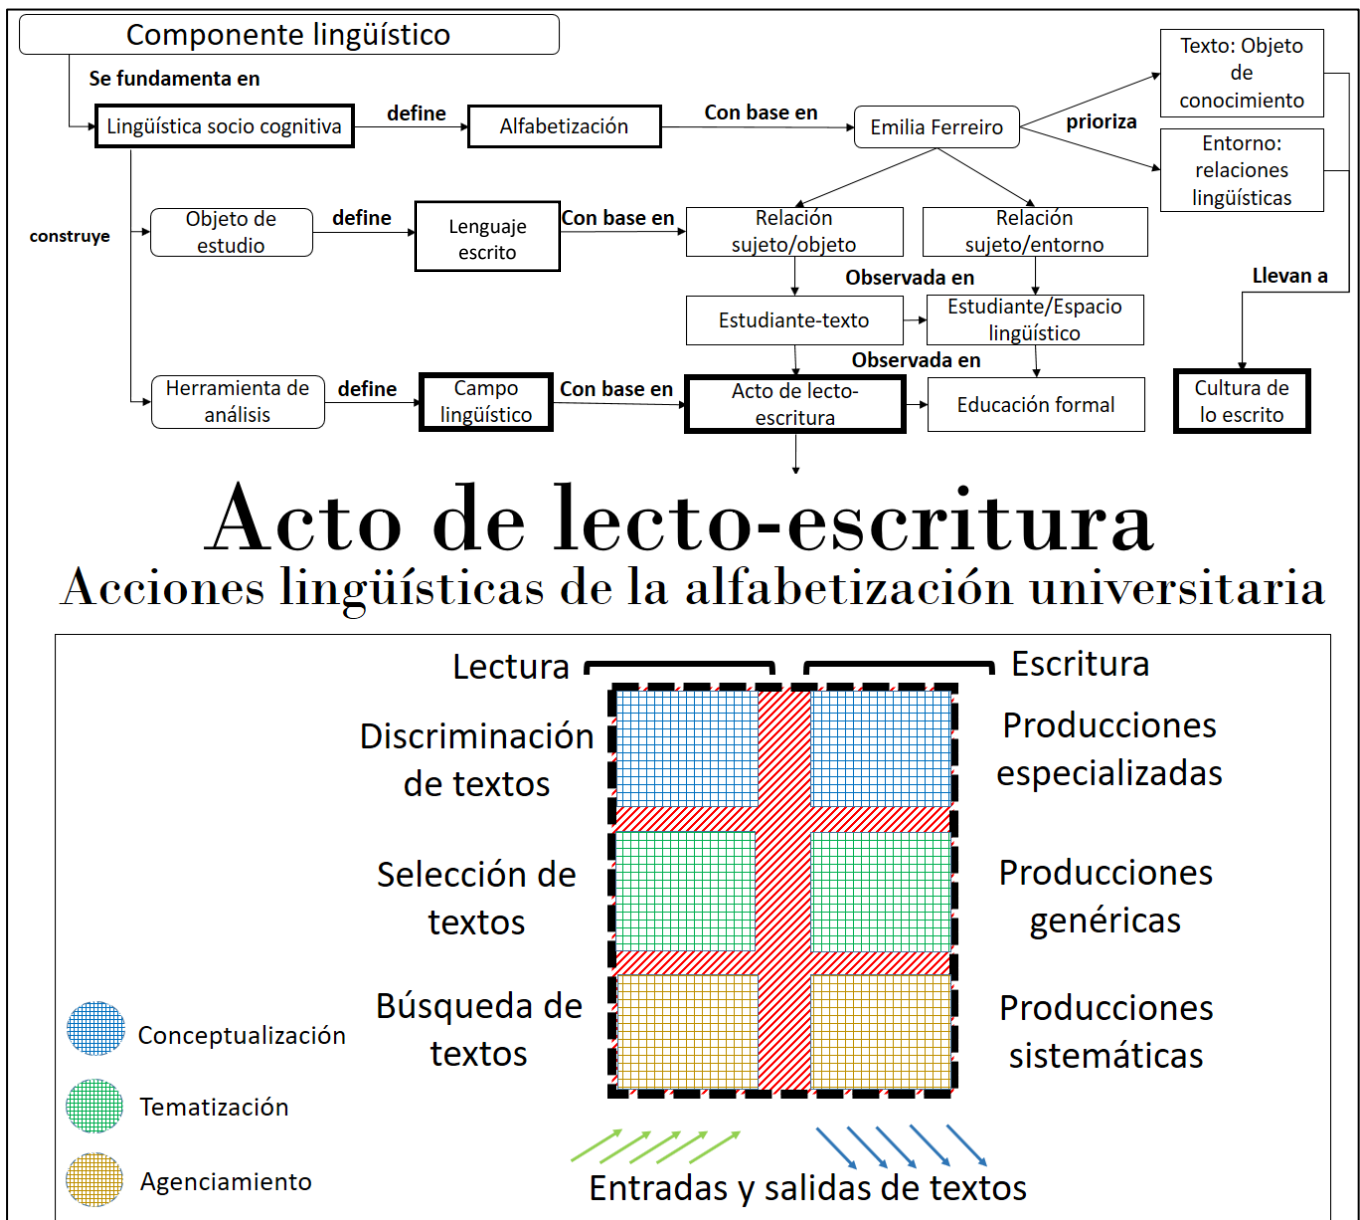 Componente lingüístico
Se fundamenta en
Lingüística socio cognitiva
define
Alfabetización
Con base en
Emilia Ferreiro
prioriza
Texto: Objeto
de
conocimiento
Entorno:
relaciones
lingüísticas
construye
Objeto de
estudio
define
Lenguaje
escrito
Con base en
Relación
sujeto/objeto
Relación
sujeto/entorno
Observada en
Llevan a
Estudiante-texto
Estudiante/Espacio
lingüístico
Observada en
Herramienta de
análisis
define
Campo
lingüístico
Con base en
Acto de lecto-
escritura
Educación formal
Cultura de
lo escrito
Acto de lecto-escritura
Acciones lingüísticas de la alfabetización universitaria
Lectura
Escritura
Discriminación
de textos
Producciones
especializadas
Selección de
textos
Producciones
genéricas
Búsqueda de
textos
Producciones
sistemáticas
Conceptualización
Tematización
Agenciamiento
Entradas y salidas de textos